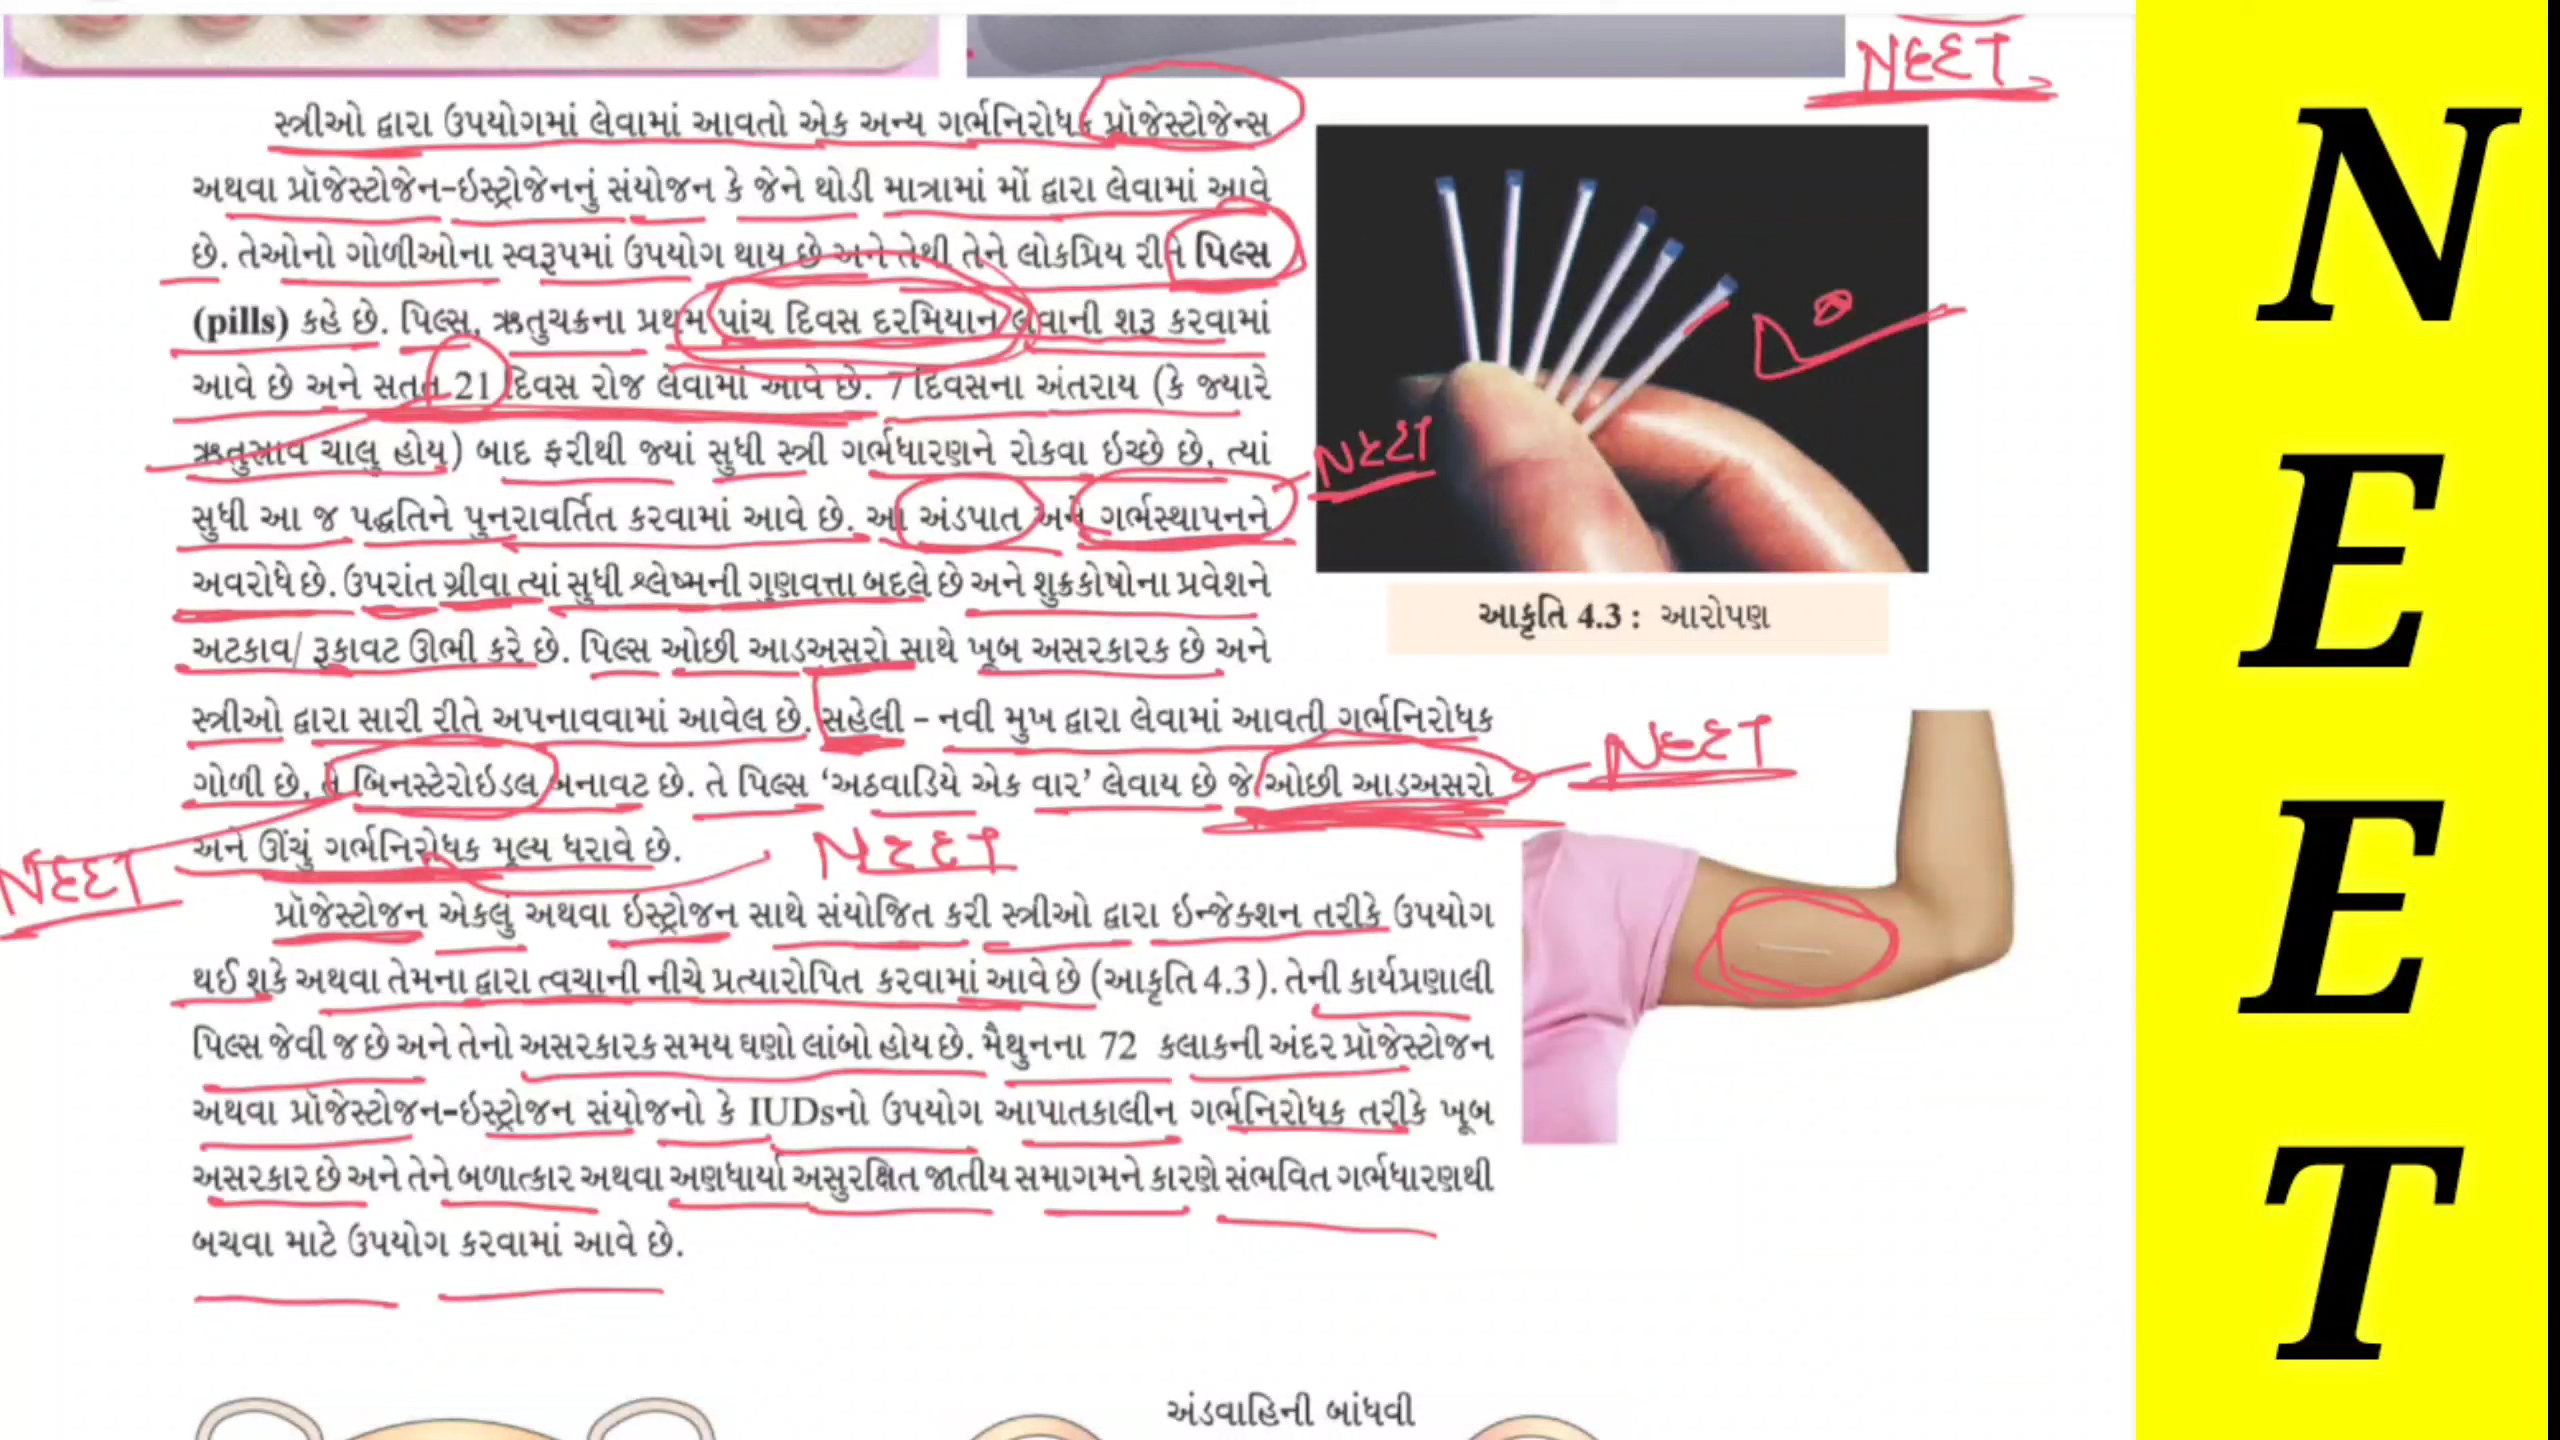 NEET
સ્ત્રીઓ દ્વારા ઉપયોગમાં લેવામાં આવતો એક અન્ય ગર્ભનિરોધક પ્રૉજેસ્ટોજેન્સ
અથવા પ્રૉજેસ્ટોજેન-ઇસ્ટ્રોજેનનું સંયોજન કે જેને થોડી માત્રામાં મોં દ્વારા લેવામાં આવે
છે. તેઓનો ગોળીઓના સ્વરૂપમાં ઉપયોગ થાય છે અને તેથી તેને લોકપ્રિય રીતે પિલ્સ
(pills) કહે છે. પિલ્સ, ઋતુચક્રના પ્રથમ પાંચ દિવસ દરમિયાન લેવાની શરૂ કરવામાં
આવે છે અને સતત 21 દિવસ રોજ લેવામાં આવે છે. 7 દિવસના અંતરાય (કે જ્યારે
ઋતુસ્રાવ ચાલુ હોય) બાદ ફરીથી જ્યાં સુધી સ્ત્રી ગર્ભધારણને રોકવા ઇચ્છે છે, ત્યાં
NEET
સુધી આ જ પદ્ધતિને પુનરાવર્તિત કરવામાં આવે છે. આ અંડપાત અને ગર્ભસ્થાપનને
અવરોધે છે. ઉપરાંત ગ્રીવા ત્યાં સુધી શ્લેષ્મની ગુણવત્તા બદલે છે અને શુક્રકોષોના પ્રવેશને
અટકાવ/ રૂકાવટ ઊભી કરે છે. પિલ્સ ઓછી આડઅસરો સાથે ખૂબ અસરકારક છે અને
આકૃતિ 4.3 : આરોપણ
સ્ત્રીઓ દ્વારા સારી રીતે અપનાવવામાં આવેલ છે. સહેલી – નવી મુખ દ્વારા લેવામાં આવતી ગર્ભનિરોધક
NEET
ગોળી છે, તે બિનસ્ટેરોઇડલ બનાવટ છે. તે પિલ્સ ‘અઠવાડિયે એક વાર’ લેવાય છે જે ઓછી આડઅસરો
અને ઊંચું ગર્ભનિરોધક મૂલ્ય ધરાવે છે.
NEET
NEET
પ્રૉજેસ્ટોજન એકલુ અથવા ઇસ્ટ્રોજન સાથે સંયોજિત કરી સ્ત્રીઓ દ્વારા ઇન્જેક્શન તરીકે ઉપયોગ
થઈ શકે અથવા તેમના દ્વારા ત્વચાની નીચે પ્રત્યારોપિત કરવામાં આવે છે (આકૃતિ 4.3). તેની કાર્યપ્રણાલી
પિલ્સ જેવી જ છે અને તેનો અસરકારક સમય ઘણો લાંબો હોય છે. મૈથુનના 72 કલાકની અંદર પ્રૉજેસ્ટોજન
અથવા પ્રૉજેસ્ટોજન-ઇસ્ટ્રોજન સંયોજનો કે IUDsનો ઉપયોગ આપાતકાલીન ગર્ભનિરોધક તરીકે ખૂબ
અસરકાર છે અને તેને બળાત્કાર અથવા અણધાર્યા અસુરક્ષિત જાતીય સમાગમને કારણે સંભવિત ગર્ભધારણથી
બચવા માટે ઉપયોગ કરવામાં આવે છે.
અંડવાહિની બાંધવી
N
E
E
T